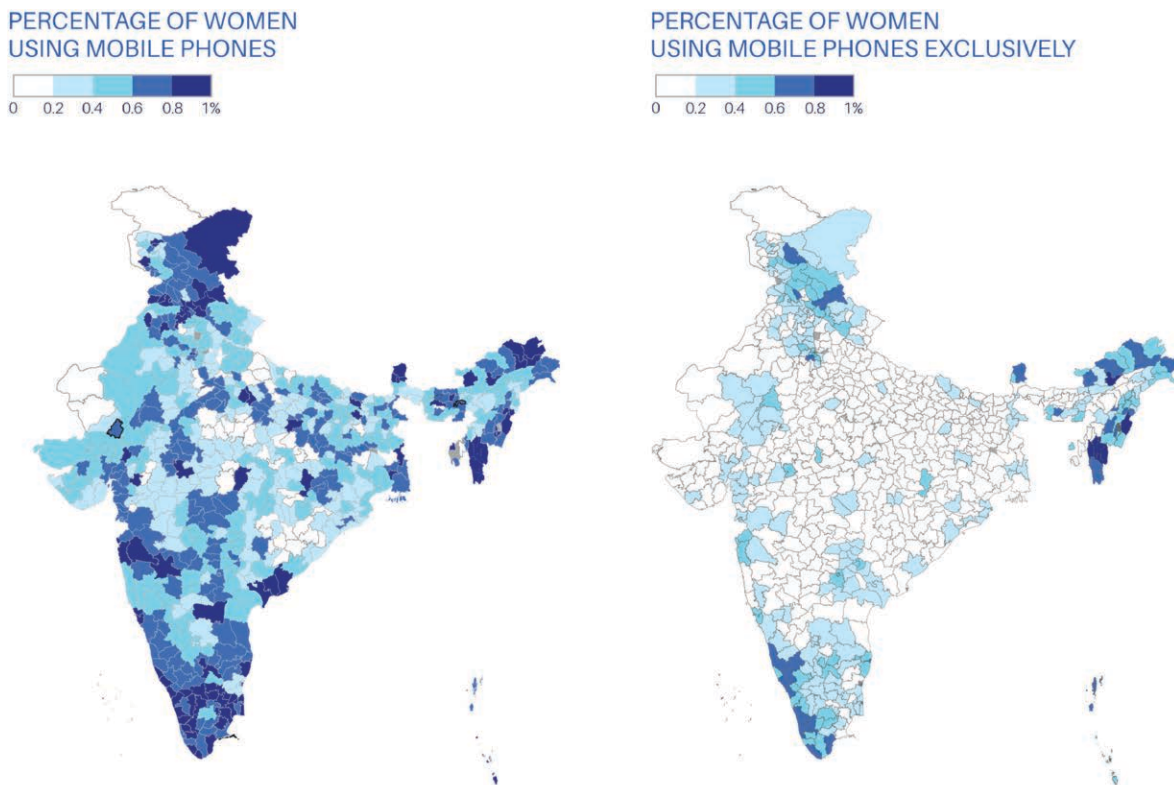 PERCENTAGE OF WOMEN
USING MOBILE PHONES
0 0.2 0.4 0.6 0.8 1%
PERCENTAGE OF WOMEN
USING MOBILE PHONES EXCLUSIVELY
0 0.2 0.4 0.6 0.8 1%